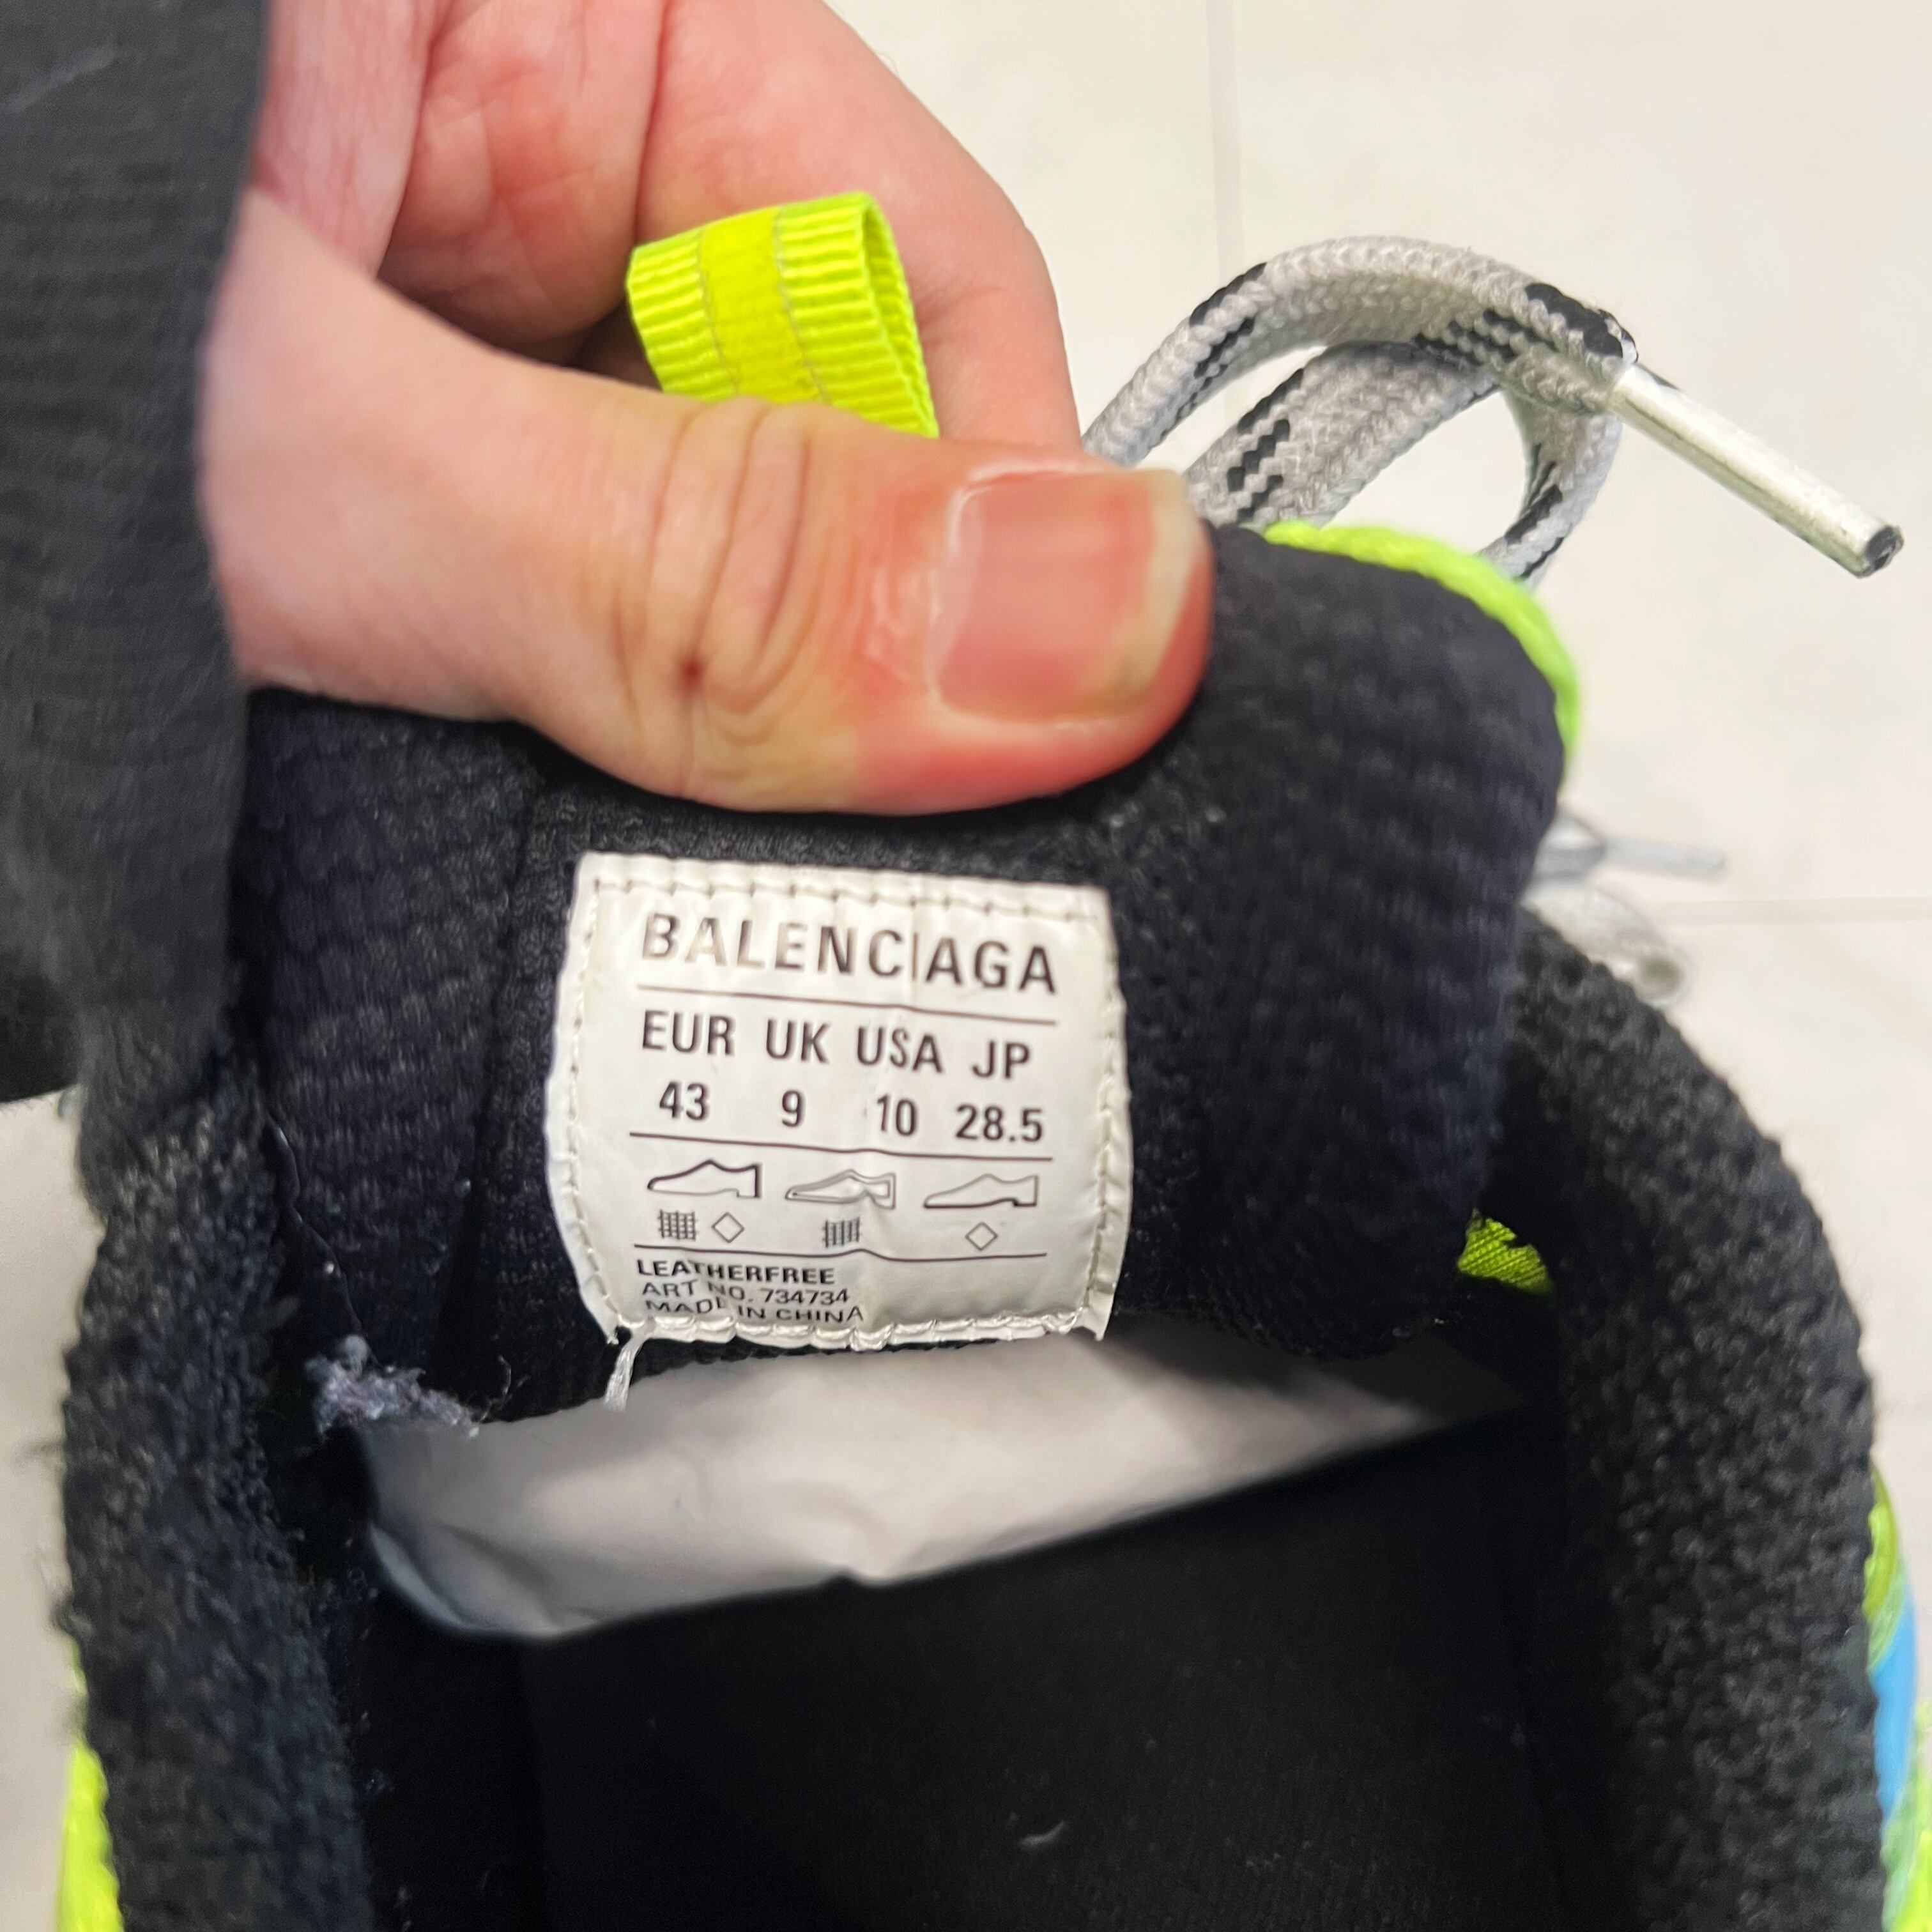 BALENCIAGA
EUR UK USA JP
43 9 10 28.5
LEATHERFREE
ART NO. 734734
MADE IN CHINA